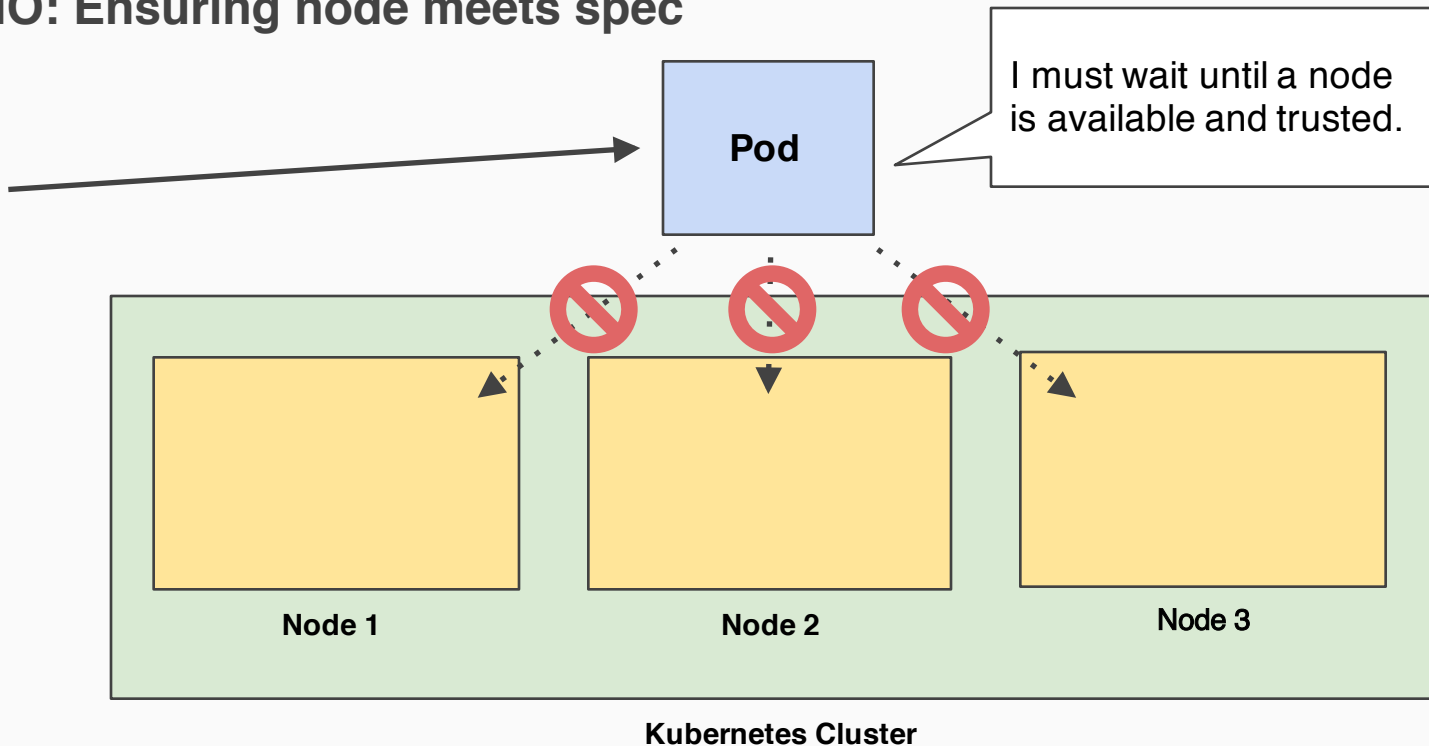 IO: Ensuring node meets spec
I must wait until a node
is available and trusted.
Pod
Node 1
Node 2
Node 3
Kubernetes Cluster